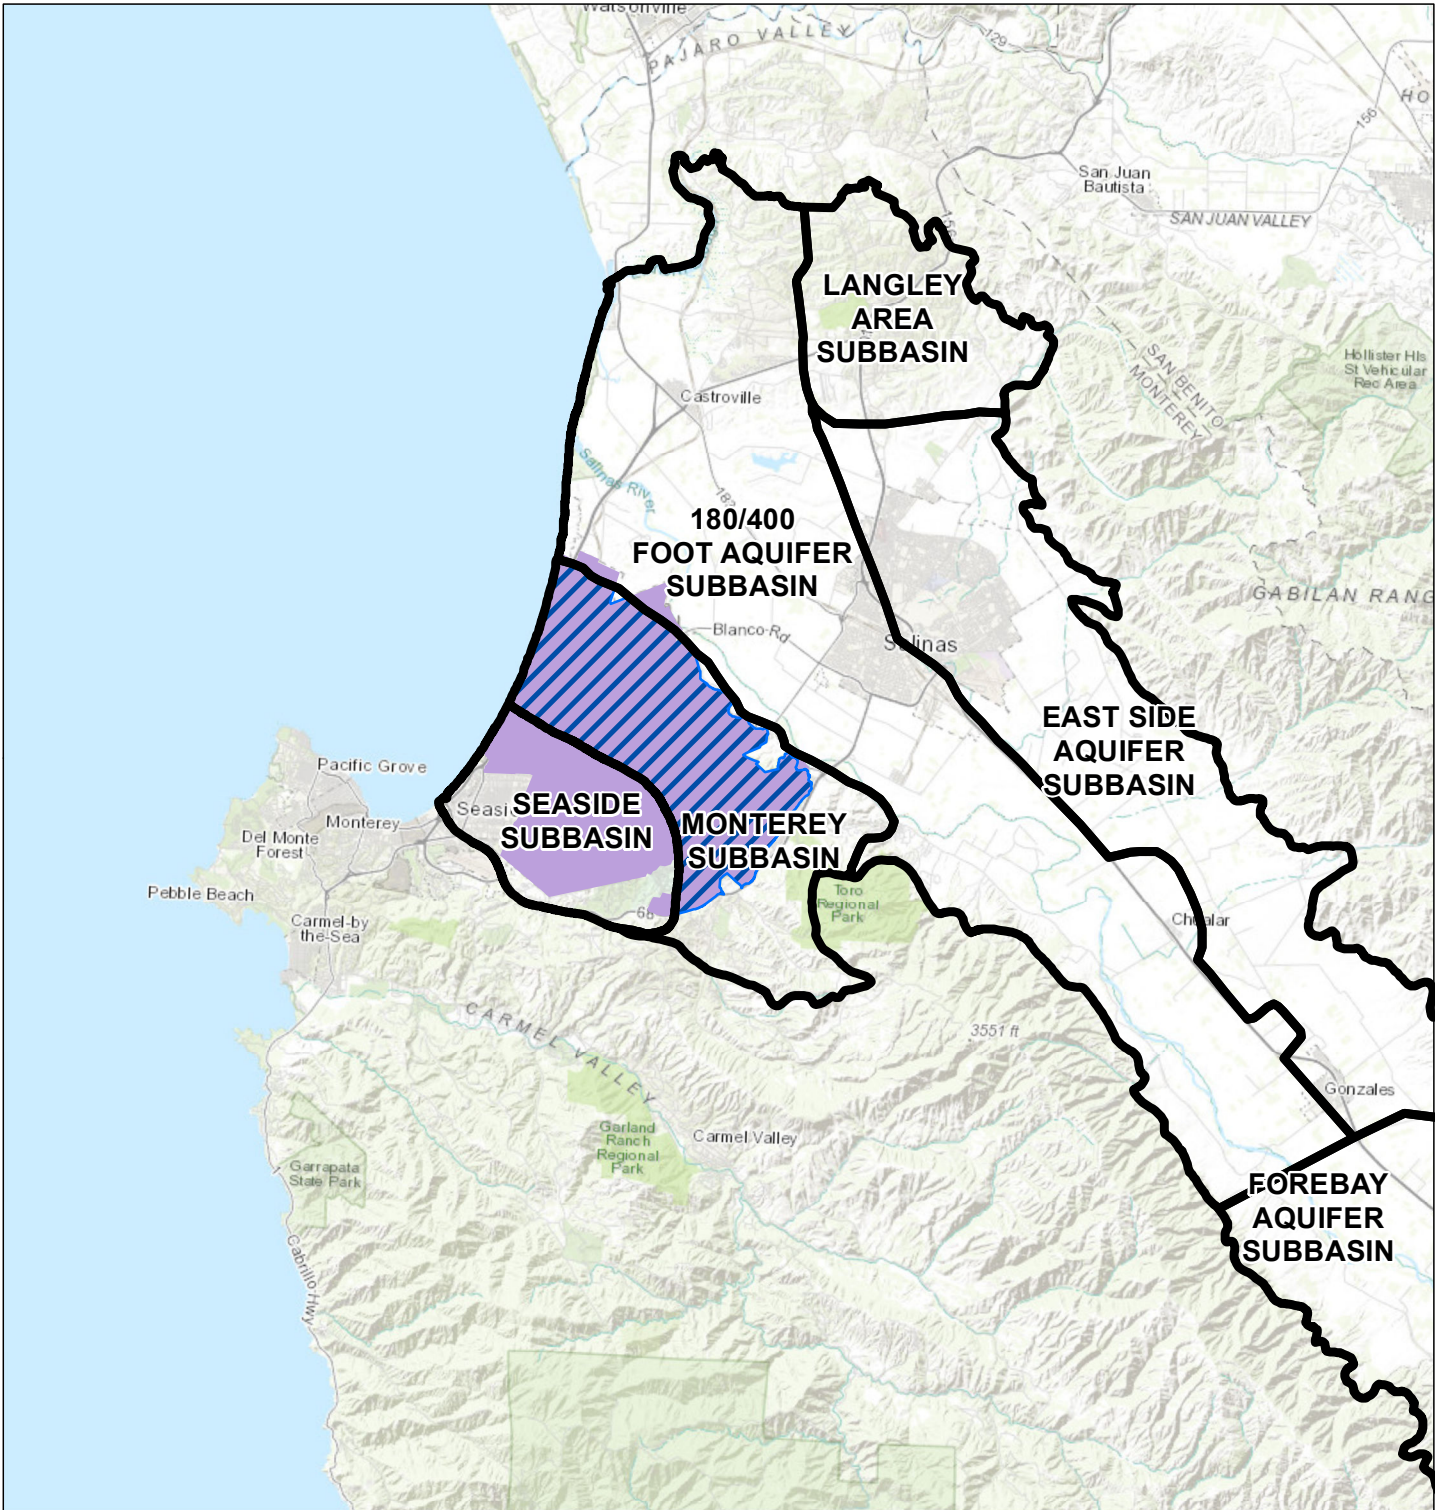 Watsonville
PAJARO VALLEY
129
156
HO
San Juan
Bautista
SAN JUAN VALLEY
156
LANGLEY
AREA
SUBBASIN
SAN BENITO
MONTEREY
Hollister Hls
St Vehicular
Rec Area
Castroville
Salinas River
183
180/400
FOOT AQUIFER
SUBBASIN
GABILAN RANG
Blanco Rd
Salinas
EAST SIDE
AQUIFER
SUBBASIN
Pacific Grove
Monterey
Seasi
SEASIDE
SUBBASIN
MONTEREY
SUBBASIN
Del Monte
Forest
Pebble Beach
Carmel-by
the-Sea
68
Toro
Regional
Park
Chualar
CARMEL VALLEY
3551 ft
Gonzales
Garland
Ranch
Regional
Park
Carmel Valley
Garrapata
State Park
FOREBAY
AQUIFER
SUBBASIN
Cabrillo Hwy